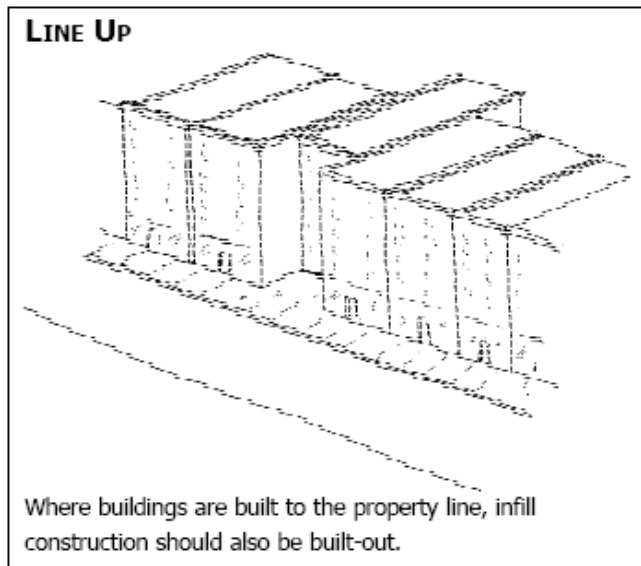 LINE UP
Where buildings are built to the property line, infill
construction should also be built-out.